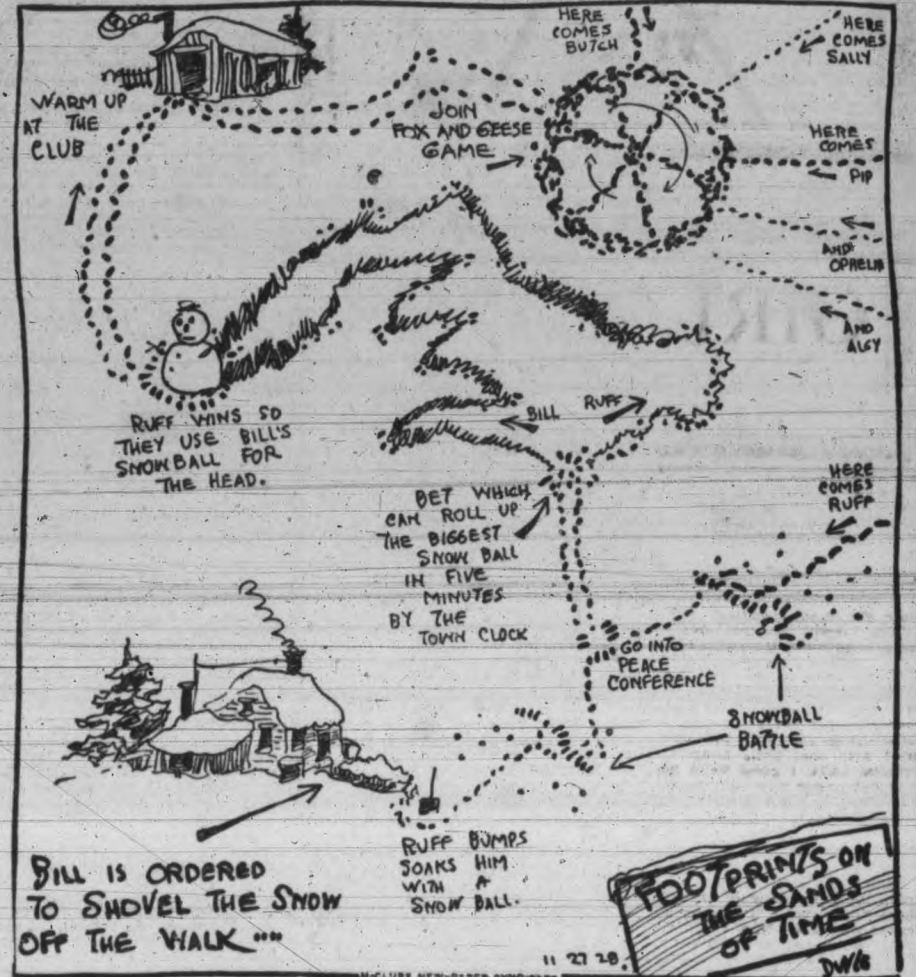 HERE
COMES
BUTCH
HERE
COMES
SALLY
WARM UP
AT THE
CLUB
JOIN
FOX AND GEESE
GAME
HERE
COMES
PIP
AND
OPHELIA
AND
ALGY
RUFF WINS SO
THEY USE BILL'S
SNOWBALL FOR
THE HEAD.
BILL
RUFF
BET WHICH
CAN ROLL UP
THE BIGGEST
SNOW BALL
IN FIVE
MINUTES
BY THE
TOWN CLOCK
HERE
COMES
RUFF
GO INTO
PEACE
CONFERENCE
SNOWBALL
BATTLE
RUFF BUMPS
SOAKS HIM
WITH A
SNOW BALL.
BILL IS ORDERED
TO SHOVEL THE SNOW
OFF THE WALK ....
FOOTPRINTS ON
THE SANDS
OF TIME
11 27 28.